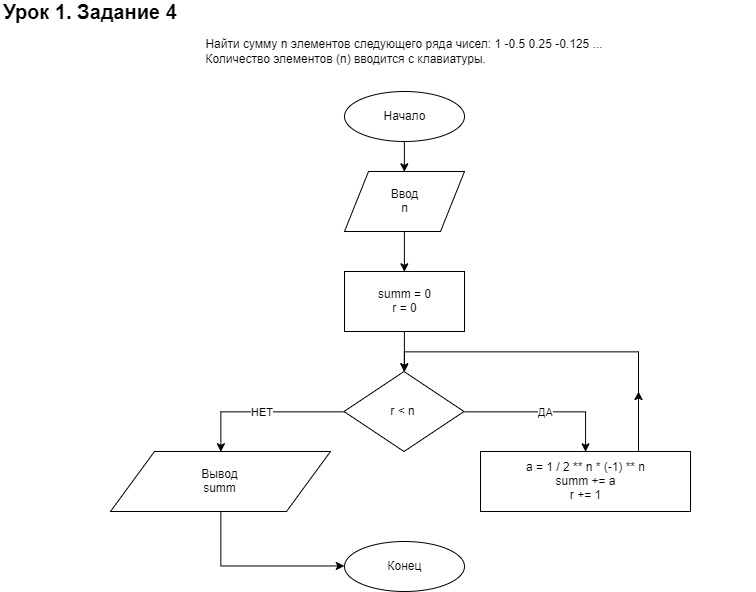 Урок 1. Задание 4
Найти сумму n элементов следующего ряда чисел: 1 -0.5 0.25 -0.125 ...
Количество элементов (n) вводится с клавиатуры.
Начало
Ввод
n
summ = 0
r = 0
r < n
НЕТ
ДА
Вывод
summ
a = 1 / 2 ** n * (-1) ** n
summ += a
r += 1
Конец